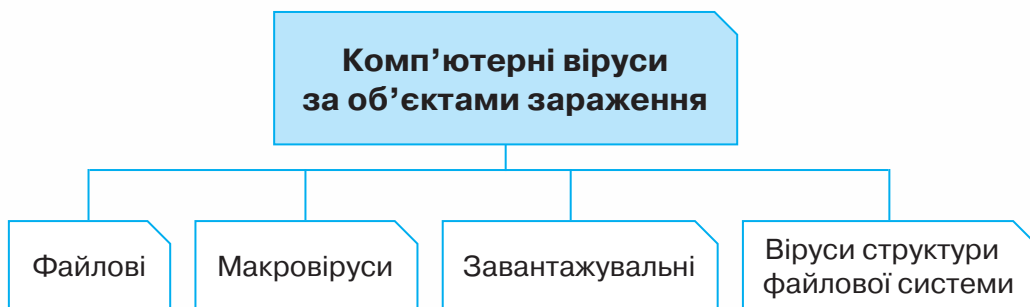 Комп’ютерні віруси
за об’єктами зараження
Файлові
Макровіруси
Завантажувальні
Віруси структури
файлової системи